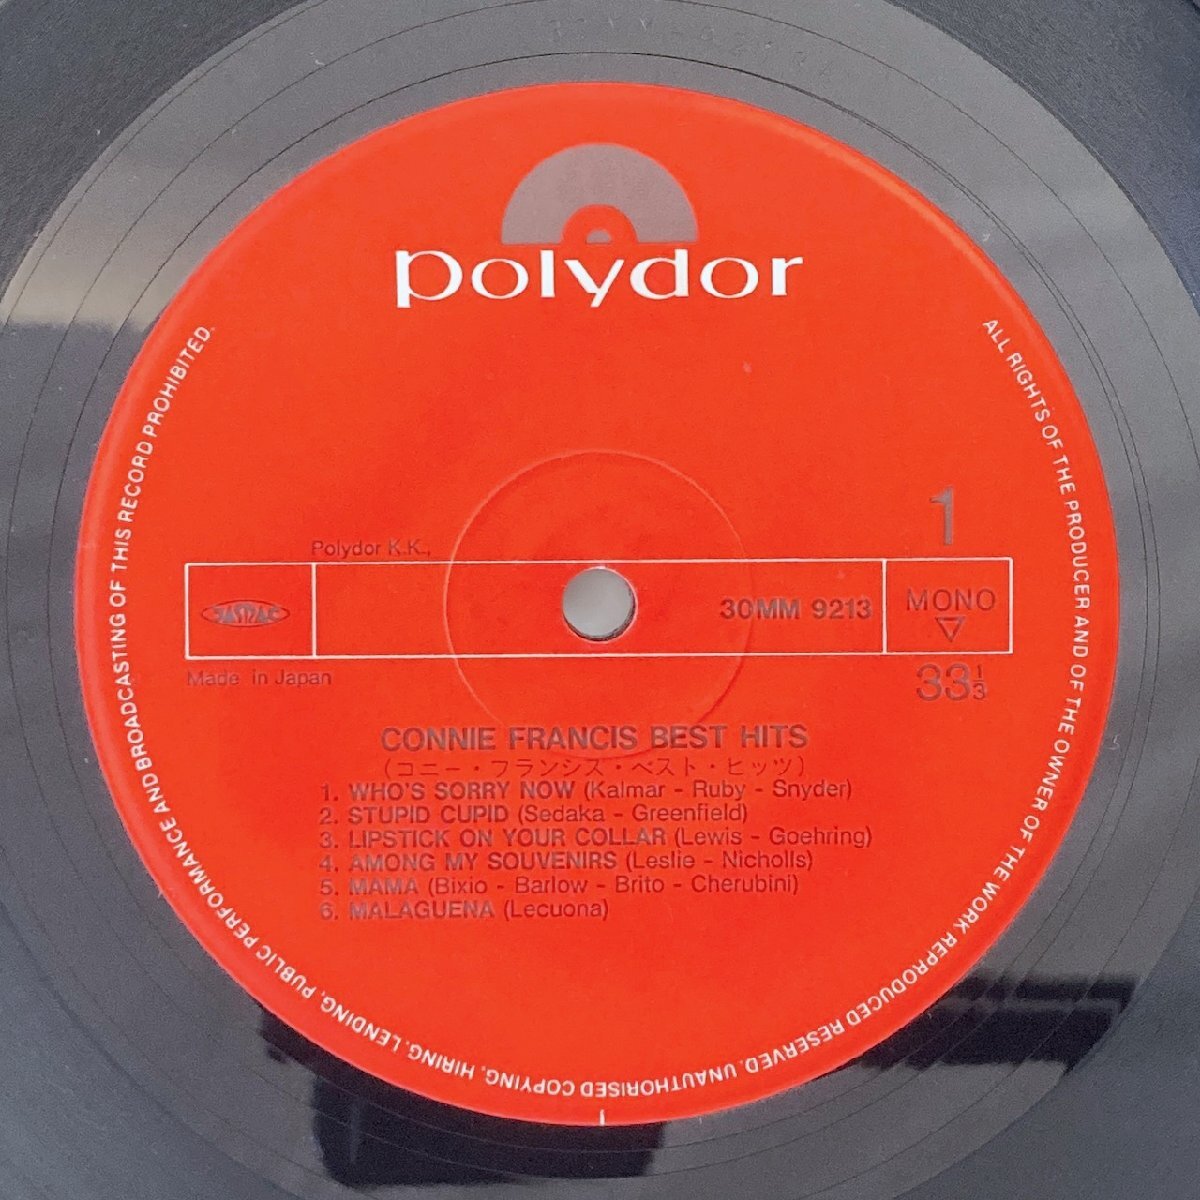 polydor
ALL RIGHTS OF THE PRODUCER AND OF THE OWNER OF THE WORK REPRODUCED RESERVED. UNAUTHORISED COPYING, HIRING, LENDING, PUBLIC PERFORMANCE AND BROADCASTING OF THIS RECORD PROHIBITED.
1
Polydor K.K.,
JASRAC
30MM 9213
MONO
Made in Japan
33 1/3
CONNIE FRANCIS BEST HITS
(コニー・フランシス・ベスト・ヒッツ)
1. WHO'S SORRY NOW (Kalmar - Ruby - Snyder)
2. STUPID CUPID (Sedaka - Greenfield)
3. LIPSTICK ON YOUR COLLAR (Lewis - Goehring)
4. AMONG MY SOUVENIRS (Leslie - Nicholls)
5. MAMA (Bixio - Barlow - Brito - Cherubini)
6. MALAGUENA (Lecuona)